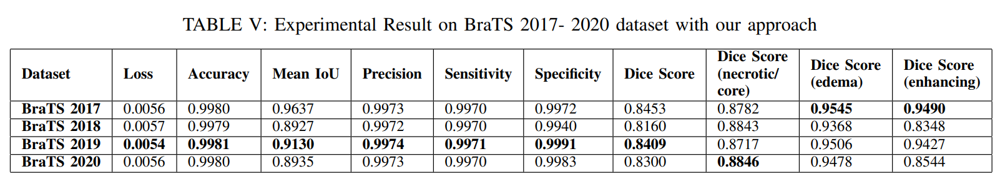 TABLE V: Experimental Result on BraTS 2017- 2020 dataset with our approach
Dataset Loss Accuracy Mean IoU Precision Sensitivity Specificity Dice Score Dice Score (necrotic/ core) Dice Score (edema) Dice Score (enhancing)
BraTS 2017 0.0056 0.9980 0.9637 0.9973 0.9970 0.9972 0.8453 0.8782 0.9545 0.9490
BraTS 2018 0.0057 0.9979 0.8927 0.9972 0.9970 0.9940 0.8160 0.8843 0.9368 0.8348
BraTS 2019 0.0054 0.9981 0.9130 0.9974 0.9971 0.9991 0.8409 0.8717 0.9506 0.9427
BraTS 2020 0.0056 0.9980 0.8935 0.9973 0.9970 0.9983 0.8300 0.8846 0.9478 0.8544